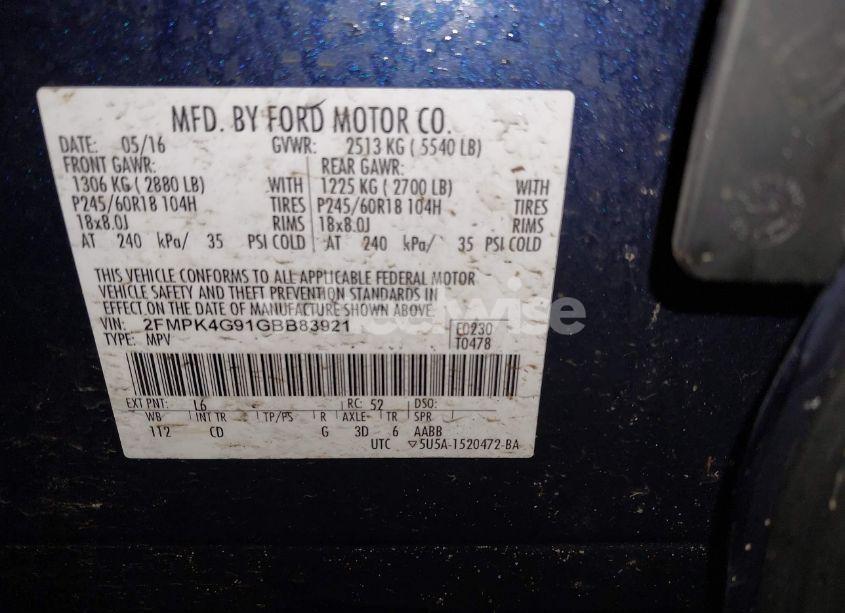 MFD. BY FORD MOTOR CO.
DATE: 05/16 GVWR: 2513 KG ( 5540 LB)
FRONT GAWR: REAR GAWR:
1306 KG ( 2880 LB) WITH 1225 KG ( 2700 LB) WITH
P245/60R18 104H TIRES P245/60R18 104H TIRES
18x8.0J RIMS 18x8.0J RIMS
AT 240 kPa/ 35 PSI COLD AT 240 kPa/ 35 PSI COLD
THIS VEHICLE CONFORMS TO ALL APPLICABLE FEDERAL MOTOR
VEHICLE SAFETY AND THEFT PREVENTION STANDARDS IN
EFFECT ON THE DATE OF MANUFACTURE SHOWN ABOVE.
VIN: 2FMPK4G91GBB83921 E0230
TYPE: MPV T0478
EXT PNT: L6 RC: 52 DSO:
WB INT TR TP/PS R AXLE TR SPR
112 CD G 3D 6 AABB
UTC ▽5U5A-1520472-BA